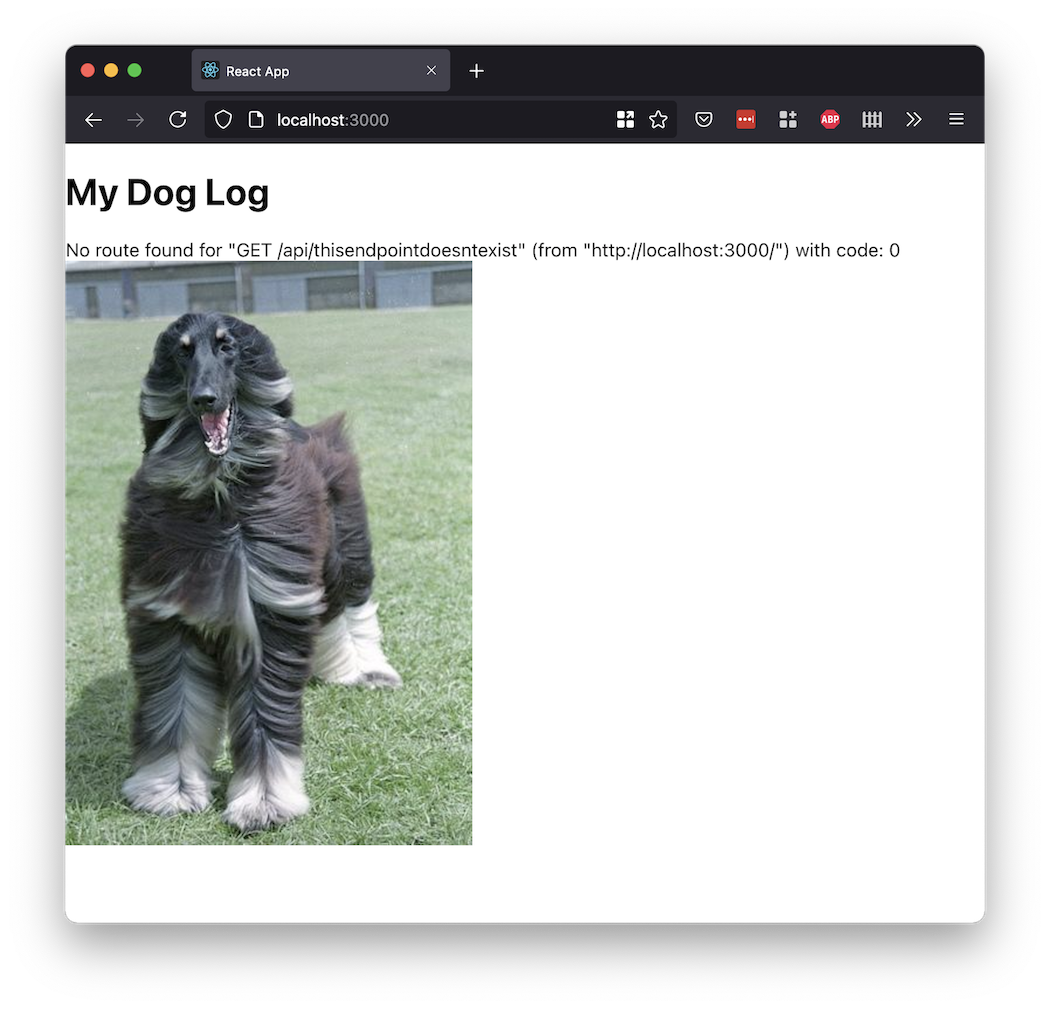 React App
localhost:3000
ABP
My Dog Log
No route found for "GET /api/thisendpointdoesntexist" (from "http://localhost:3000/") with code: 0